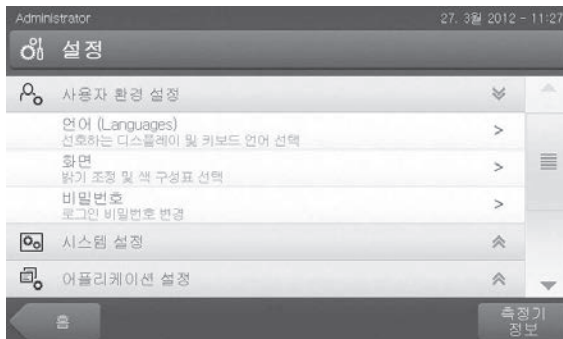 Administrator
27. 3월 2012 - 11:27
설정
사용자 환경 설정
언어 (Languages)
선호하는 디스플레이 및 키보드 언어 선택
화면
밝기 조정 및 색 구성표 선택
비밀번호
로그인 비밀번호 변경
시스템 설정
어플리케이션 설정
홈
측정기
정보